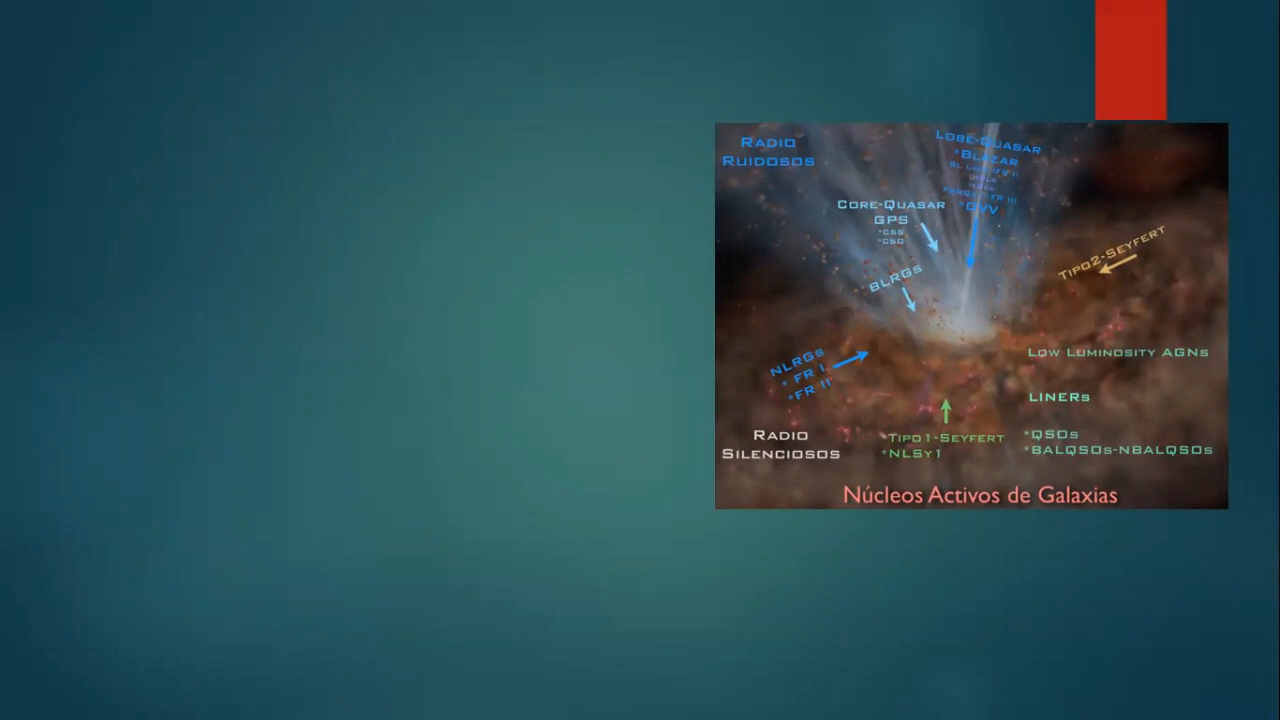 RADIO
RUIDOSOS
LOBE-QUASAR
*BLAZAR
*OVV
CORE-QUASAR
GPS
*CSS
*CSO
*BLRGs
TIPO2-SEYFERT
NLRGs
* FR I
*FR II
LOW LUMINOSITY AGNs
LINERs
RADIO
SILENCIOSOS
*TIPO1-SEYFERT
*NLSY1
*QSOs
*BALQSOs-NBALQSOs
Núcleos Activos de Galaxias